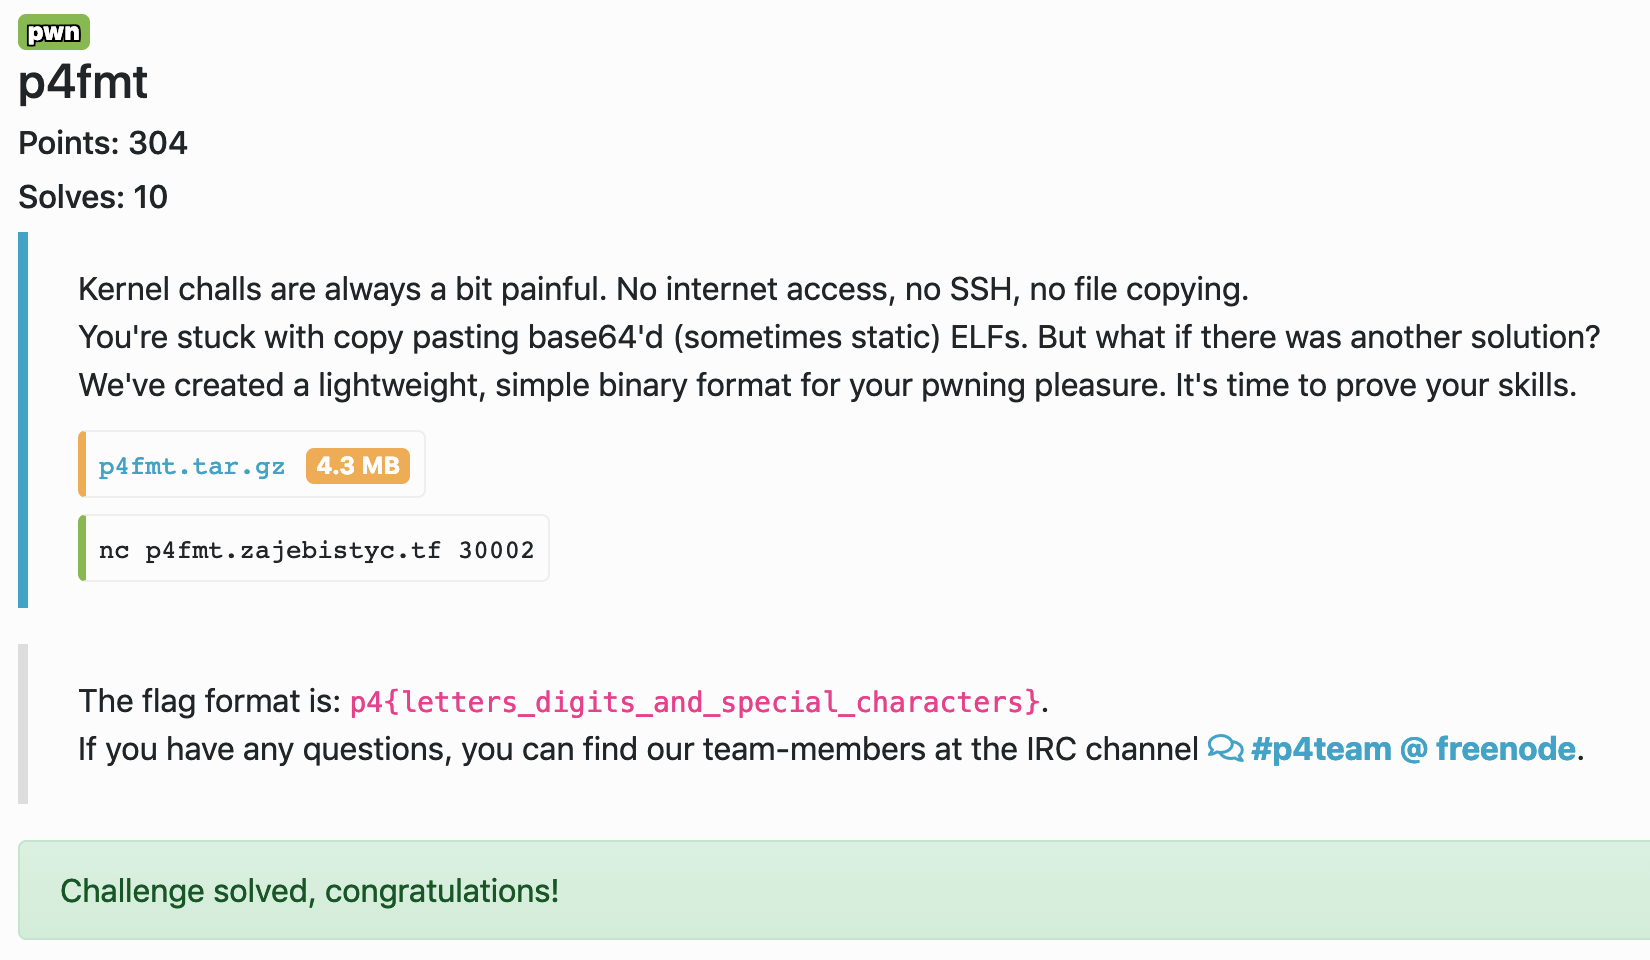 pwn
p4fmt
Points: 304
Solves: 10
Kernel challs are always a bit painful. No internet access, no SSH, no file copying.
You're stuck with copy pasting base64'd (sometimes static) ELFs. But what if there was another solution?
We've created a lightweight, simple binary format for your pwning pleasure. It's time to prove your skills.
p4fmt.tar.gz 4.3 MB
nc p4fmt.zajebistyc.tf 30002
The flag format is: p4{letters_digits_and_special_characters}.
If you have any questions, you can find our team-members at the IRC channel #p4team @ freenode.
Challenge solved, congratulations!